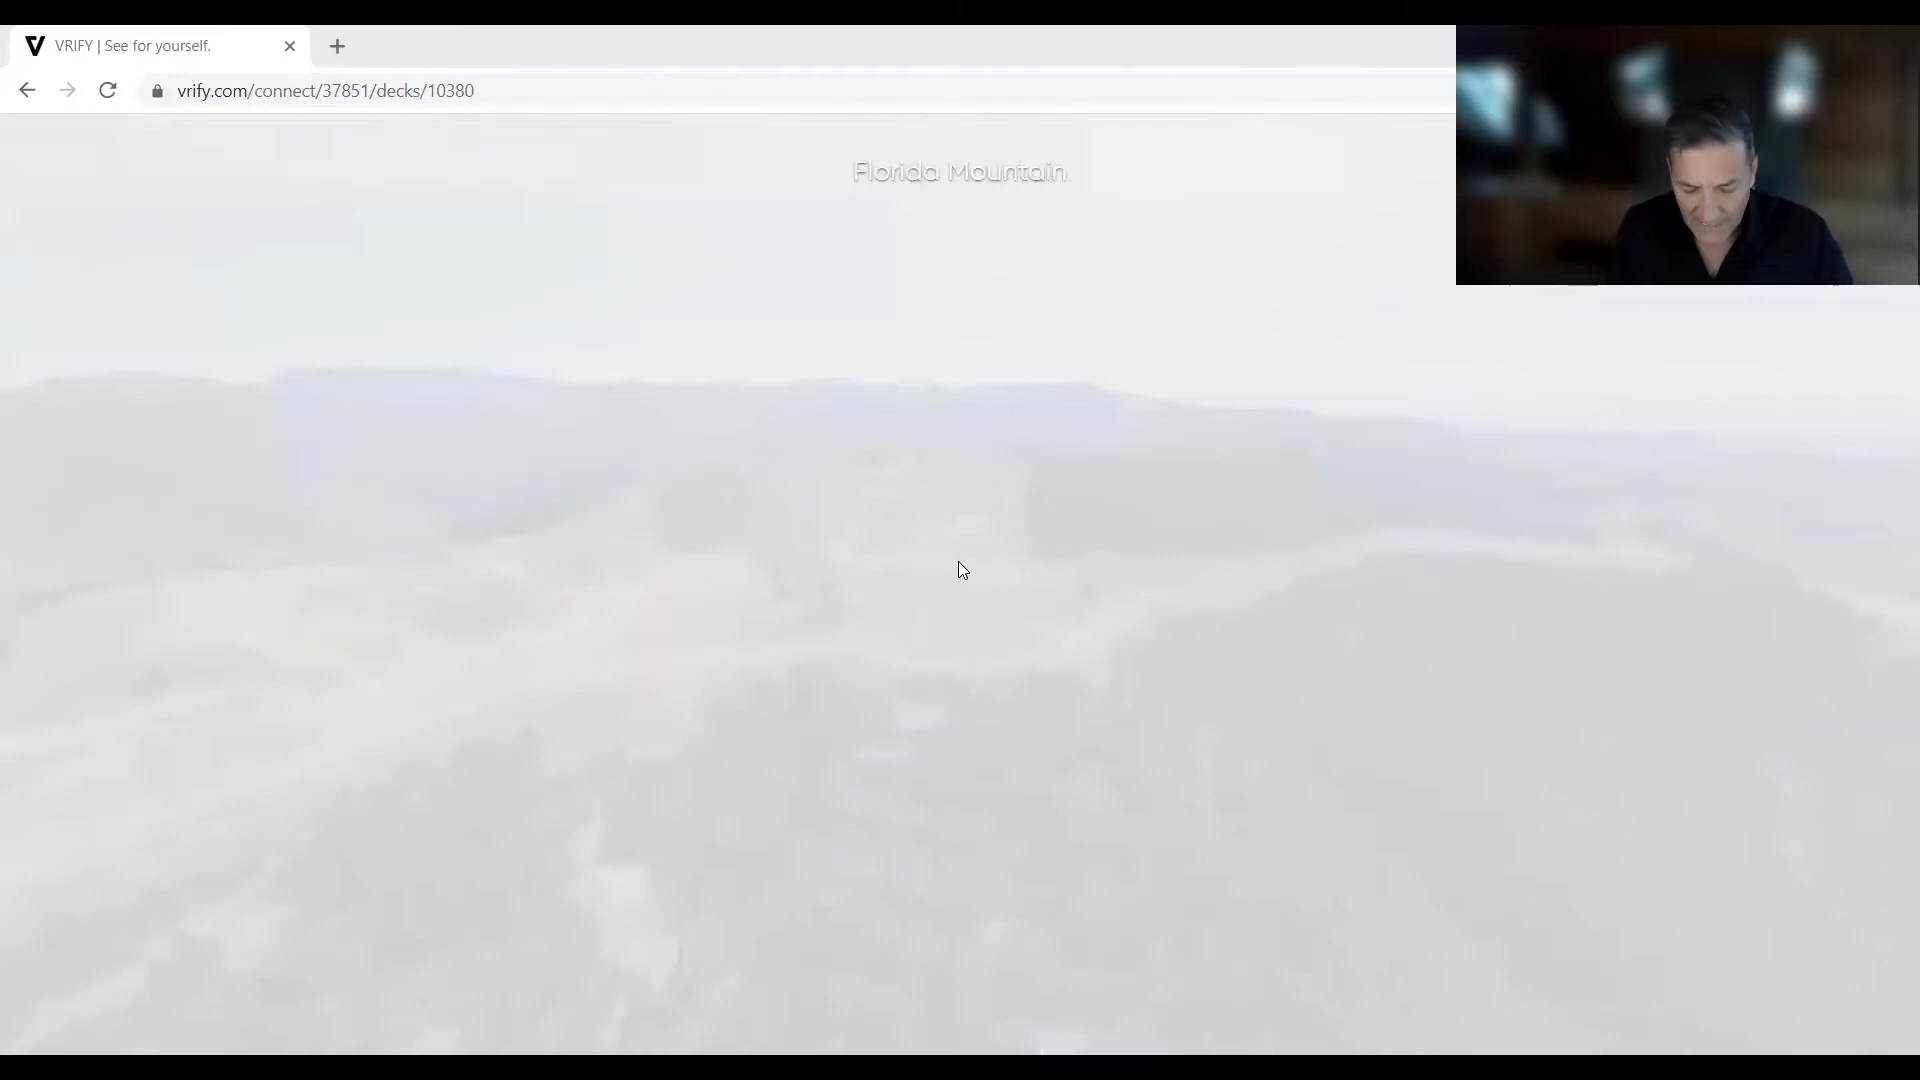 VRIFY | See for yourself.
vrify.com/connect/37851/decks/10380
Florida Mountain